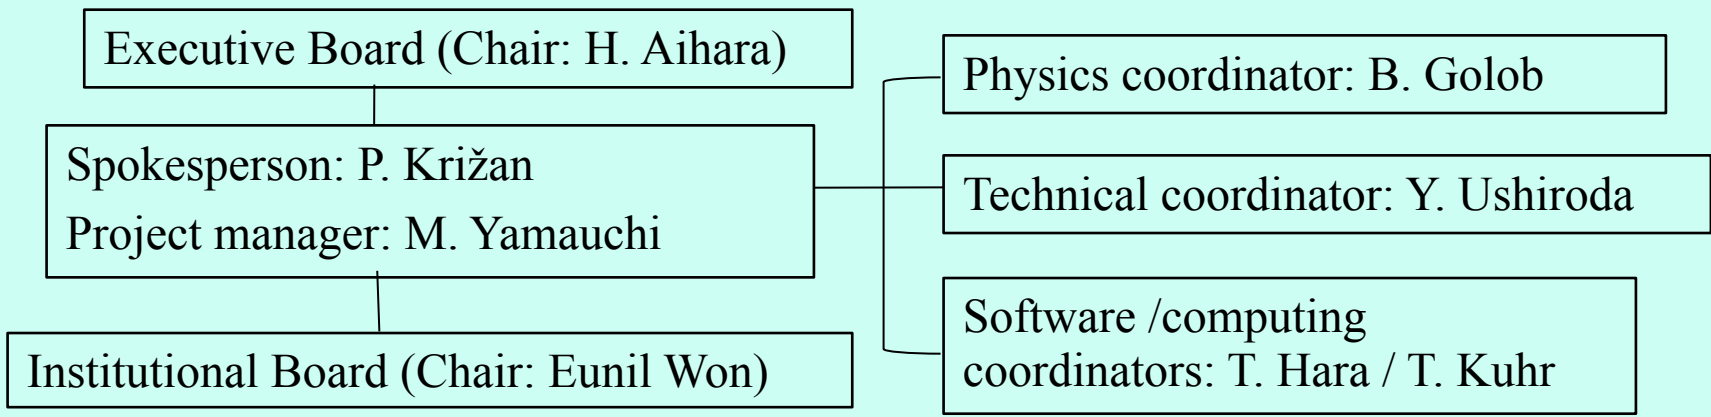 Executive Board (Chair: H. Aihara)
Spokesperson: P. Križan
Project manager: M. Yamauchi
Institutional Board (Chair: Eunil Won)
Physics coordinator: B. Golob
Technical coordinator: Y. Ushiroda
Software /computing
coordinators: T. Hara / T. Kuhr